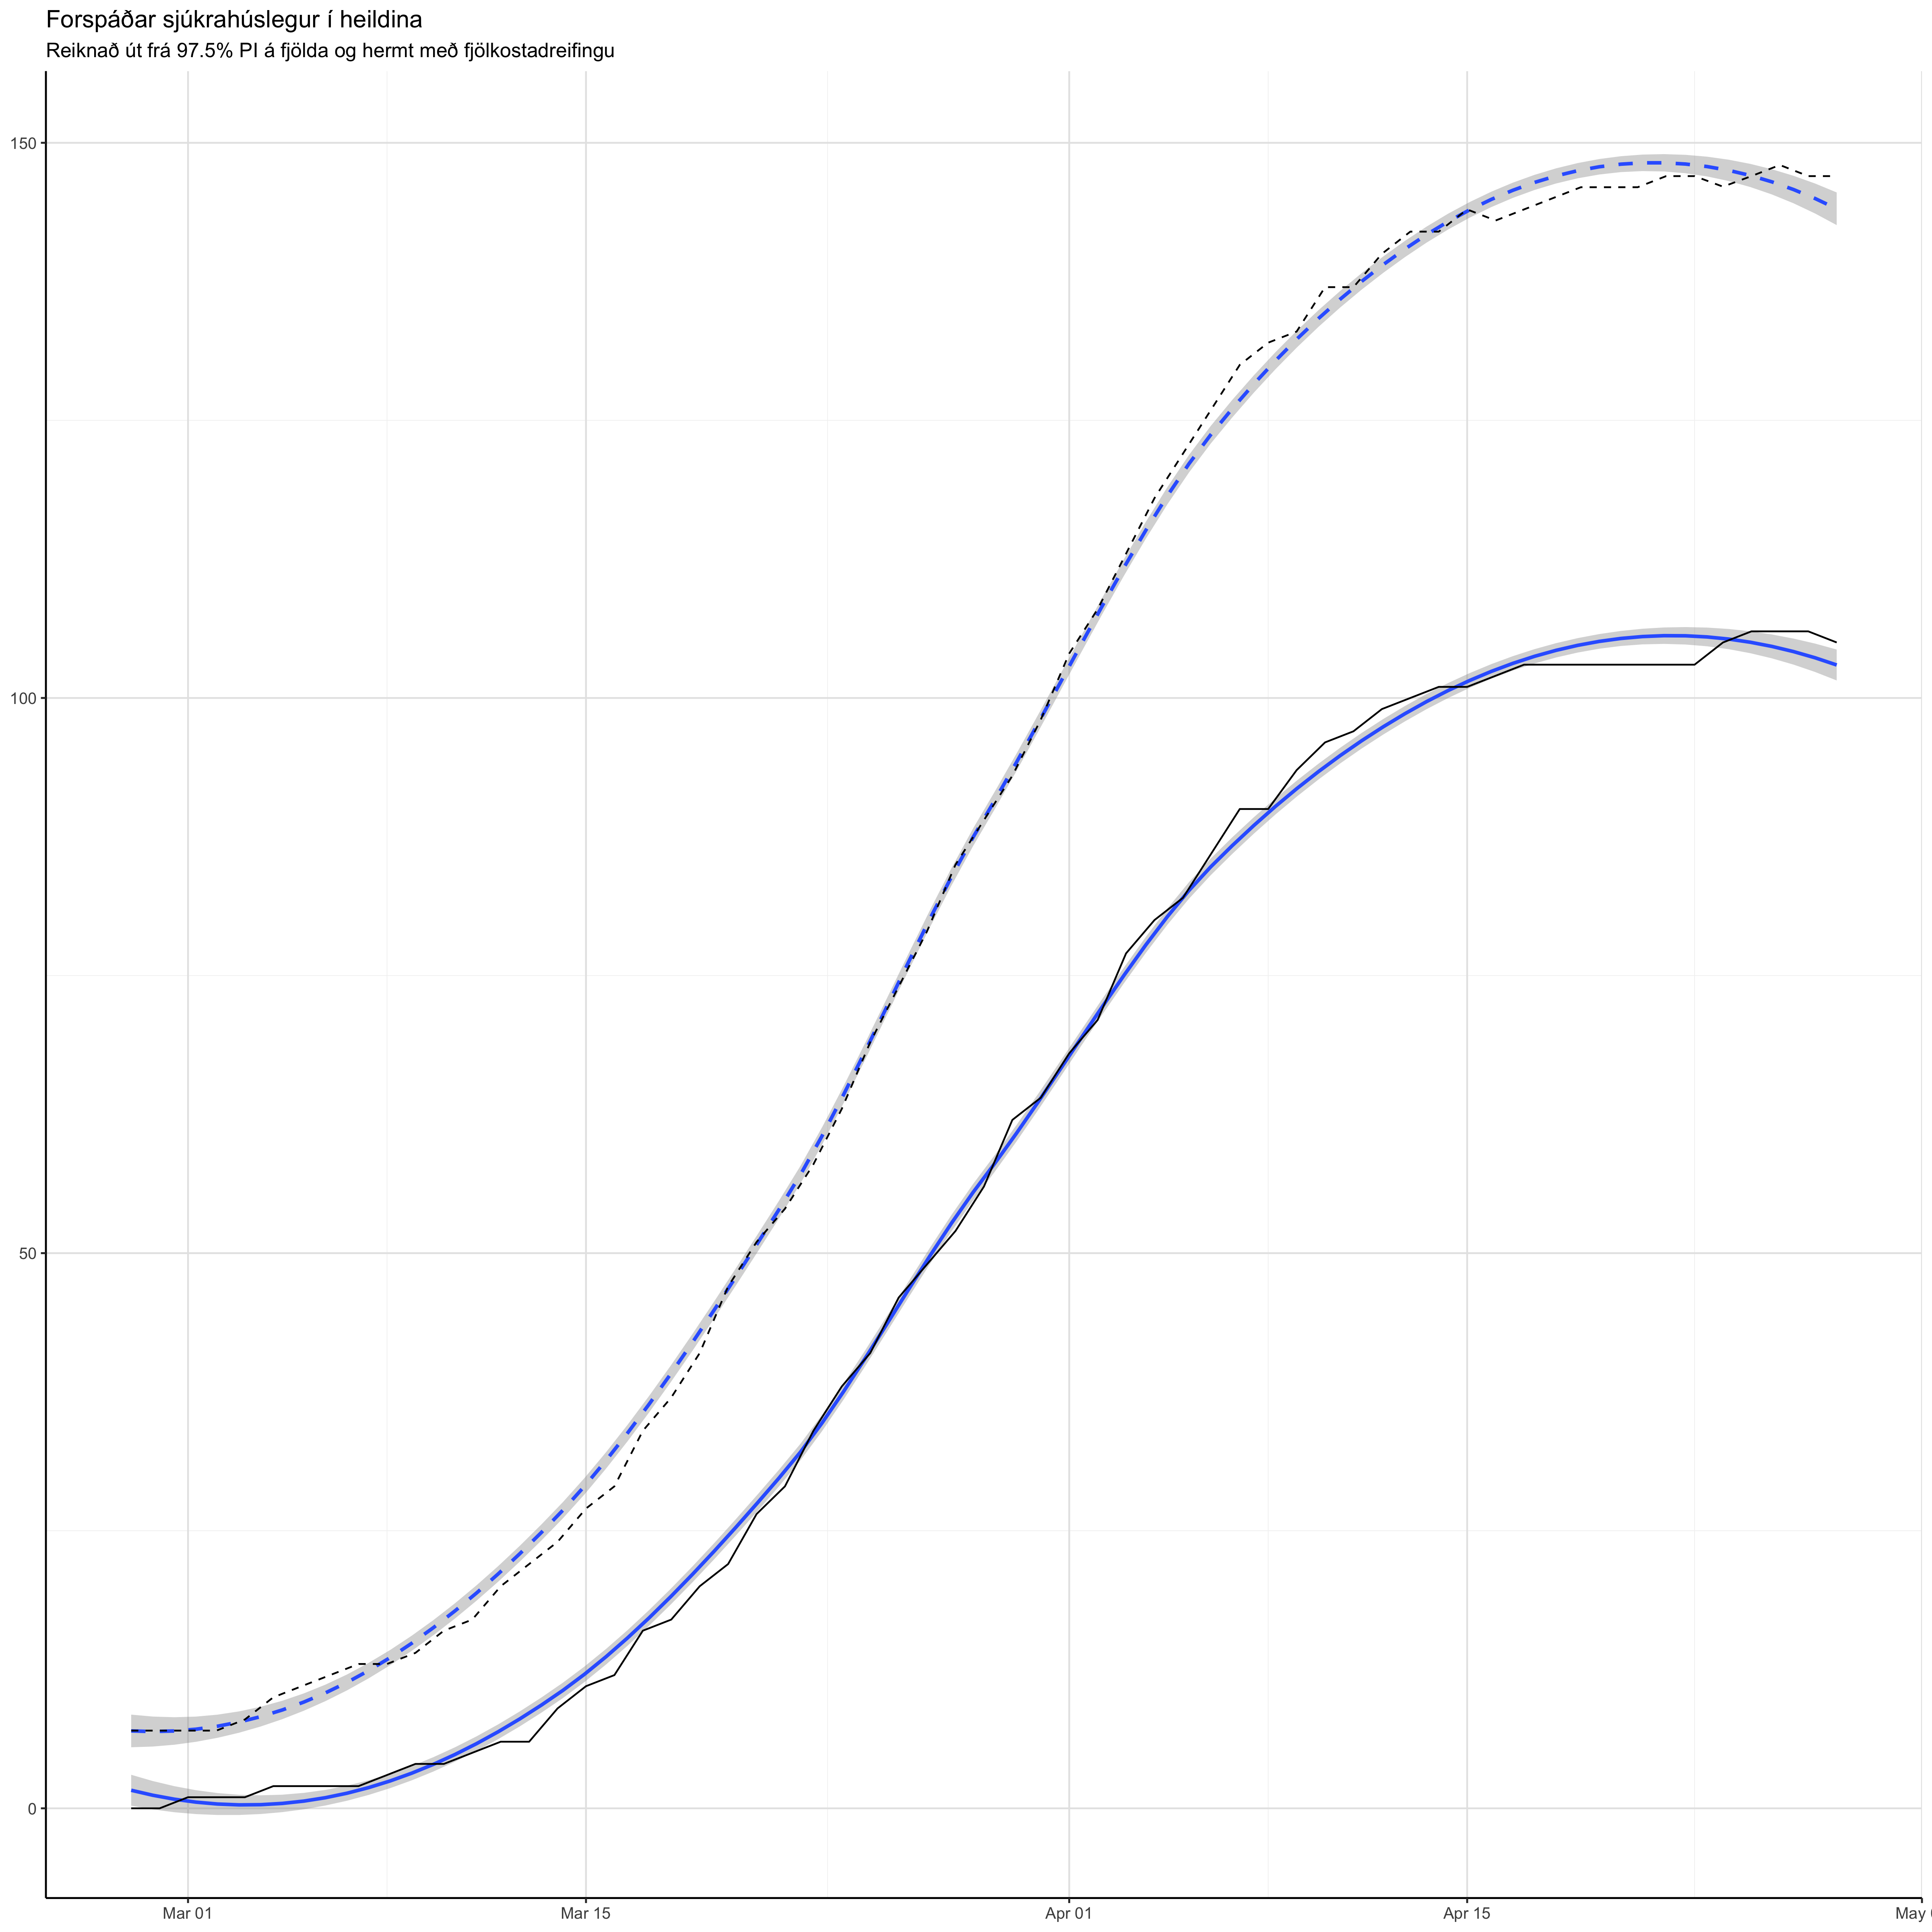 Forspáðar sjúkrahúslegur í heildina
Reiknað út frá 97.5% PI á fjölda og hermt með fjölkostadreifingu
150
100
50
0
Mar 01
Mar 15
Apr 01
Apr 15
May